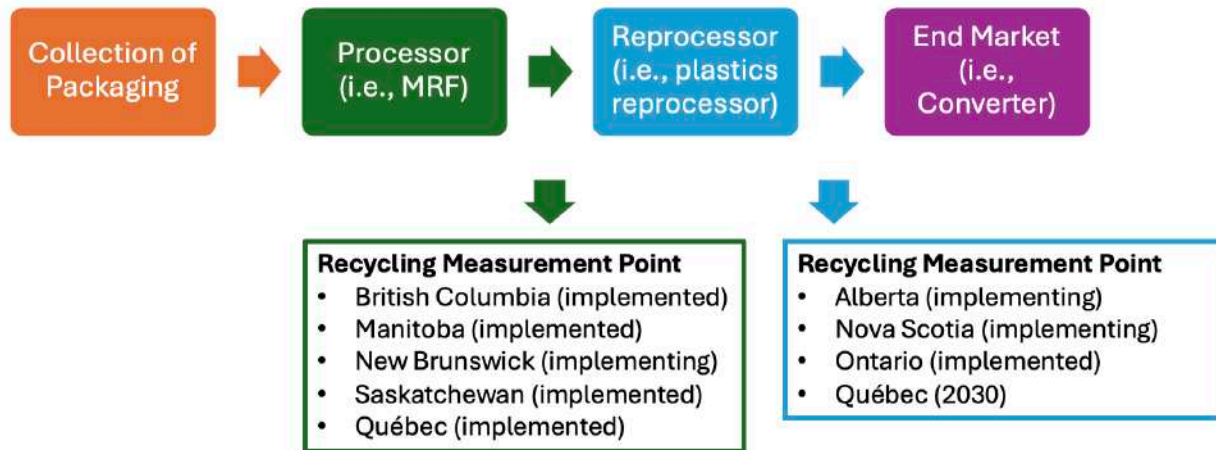 Collection of
Packaging
Processor
(i.e., MRF)
Reprocessor
(i.e., plastics
reprocessor)
End Market
(i.e.,
Converter)
Recycling Measurement Point
• British Columbia (implemented)
• Manitoba (implemented)
• New Brunswick (implementing)
• Saskatchewan (implemented)
• Québec (implemented)
Recycling Measurement Point
• Alberta (implementing)
• Nova Scotia (implementing)
• Ontario (implemented)
• Québec (2030)